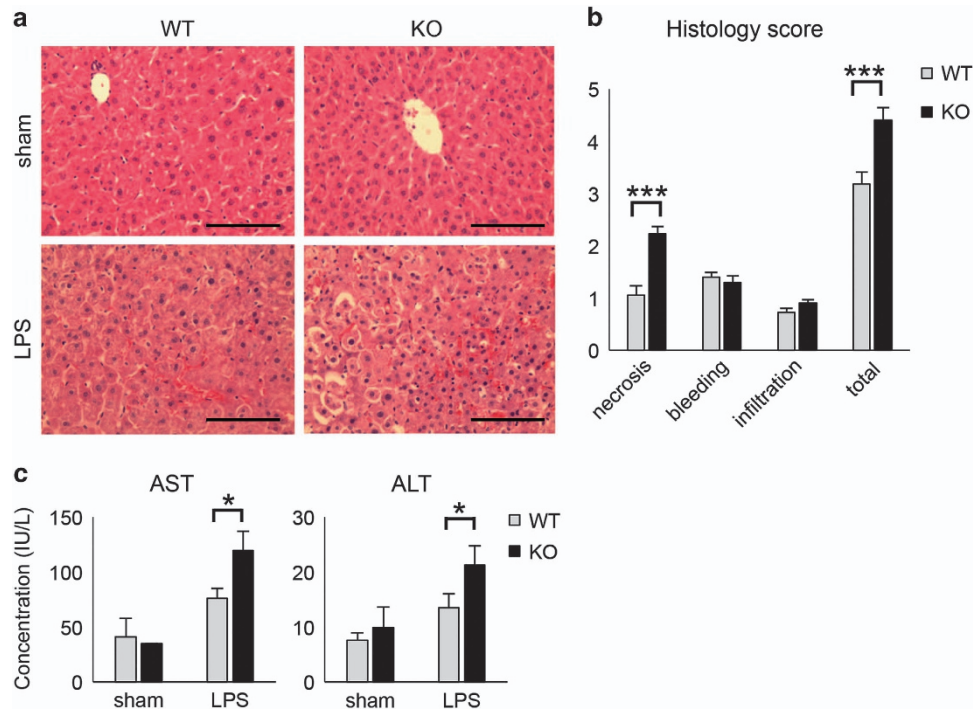 a
WT KO
sham
LPS
b
Histology score
WT
KO
***
***
5
4
3
2
1
0
necrosis bleeding infiltration total
c
AST
Concentration (IU/L)
150
100
50
0
*
sham LPS
ALT
30
20
10
0
*
sham LPS
WT
KO